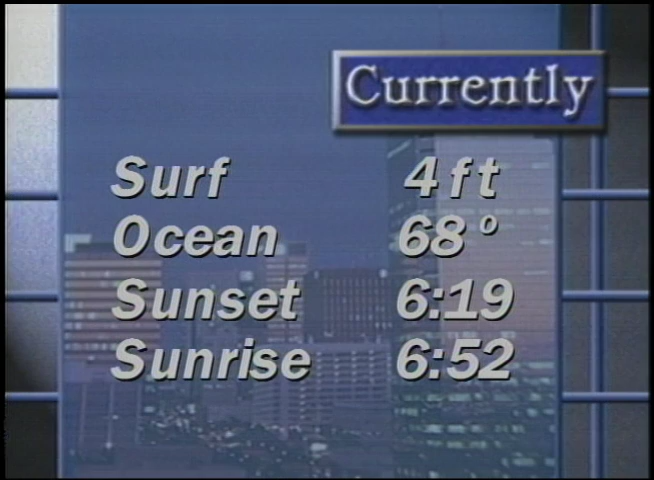 Currently
Surf 4 ft
Ocean 68°
Sunset 6:19
Sunrise 6:52